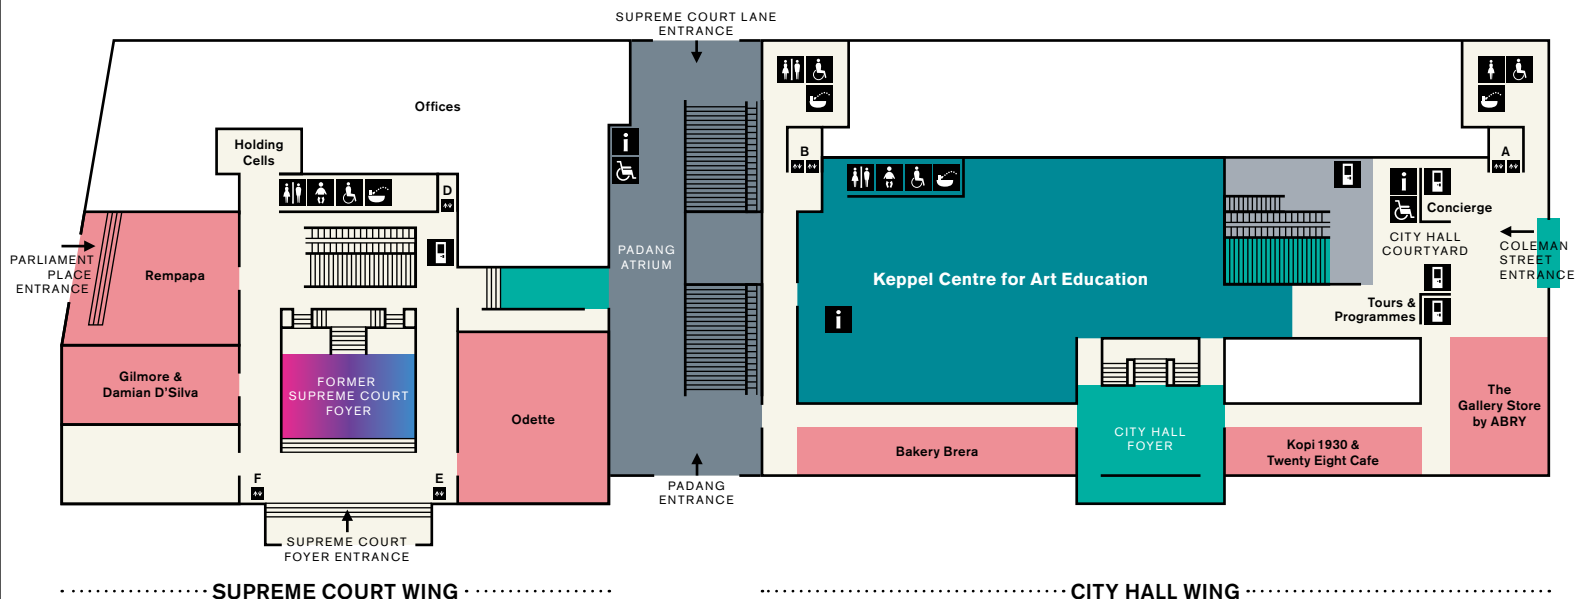 SUPREME COURT LANE
ENTRANCE
Offices
Holding
Cells
D
B
A
i
i
Concierge
PADANG
ATRIUM
CITY HALL
COURTYARD
PARLIAMENT
PLACE
ENTRANCE
Rempapa
COLEMAN
STREET
ENTRANCE
Keppel Centre for Art Education
i
Tours &
Programmes
Gilmore &
Damian D'Silva
FORMER
SUPREME COURT
FOYER
Odette
The
Gallery Store
by ABRY
CITY HALL
FOYER
Bakery Brera
Kopi 1930 &
Twenty Eight Cafe
F
E
PADANG
ENTRANCE
SUPREME COURT
FOYER ENTRANCE
SUPREME COURT WING
CITY HALL WING